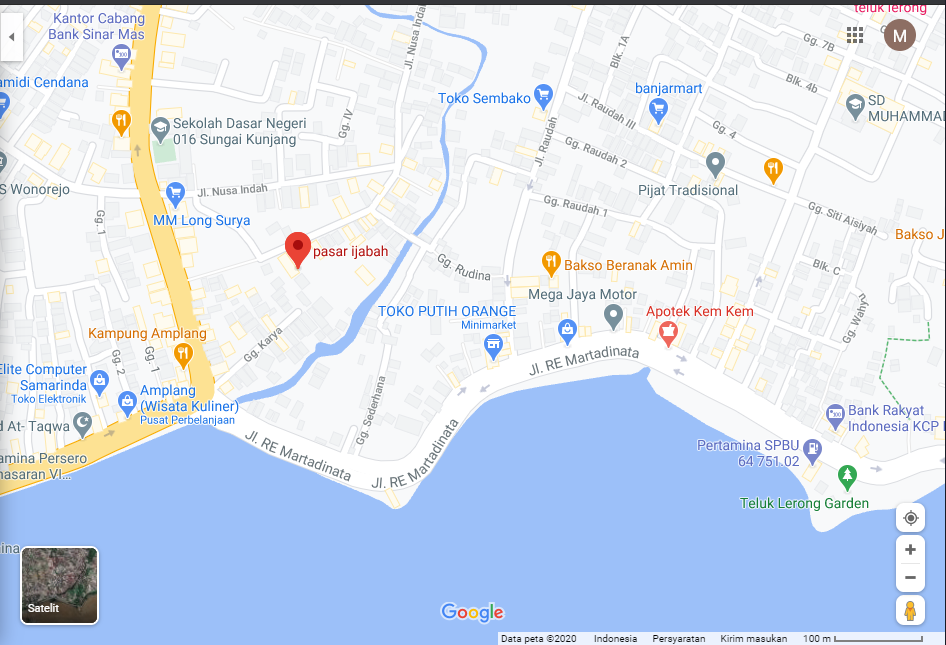 teluk lerong
Kantor Cabang
Bank Sinar Mas
M
Jl. Nusa Indah
Blk. 1A
Gg. 7B
Blk. 4b
amidi Cendana
Toko Sembako
banjarmart
Jl. Raudah III
SD
MUHAMMAD
Gg. IV
Sekolah Dasar Negeri
016 Sungai Kunjang
Jl. Raudah
Gg. Raudah 2
Gg. 4
S Wonorejo
Jl. Nusa Indah
Pijat Tradisional
MM Long Surya
Gg. 1
Gg. Raudah 1
Gg. Siti Aisiyah
Bakso J
pasar ijabah
Gg. Rudina
Bakso Beranak Amin
Blk. C
Mega Jaya Motor
Gg. Wahy
TOKO PUTIH ORANGE
Minimarket
Apotek Kem Kem
Kampung Amplang
Gg. Karya
Gg. 2
Gg. 1
Jl. RE Martadinata
Elite Computer
Samarinda
Toko Elektronik
Amplang
(Wisata Kuliner)
Pusat Perbelanjaan
Gg. Sederhana
d At- Taqwa
Bank Rakyat
Indonesia KCP
Jl. RE Martadinata
Jl. RE Martadinata
Pertamina SPBU
64 751.02
amina Persero
masaran VI...
Teluk Lerong Garden
ina
Satelit
Google
Data peta ©2020 Indonesia Persyaratan Kirim masukan 100 m